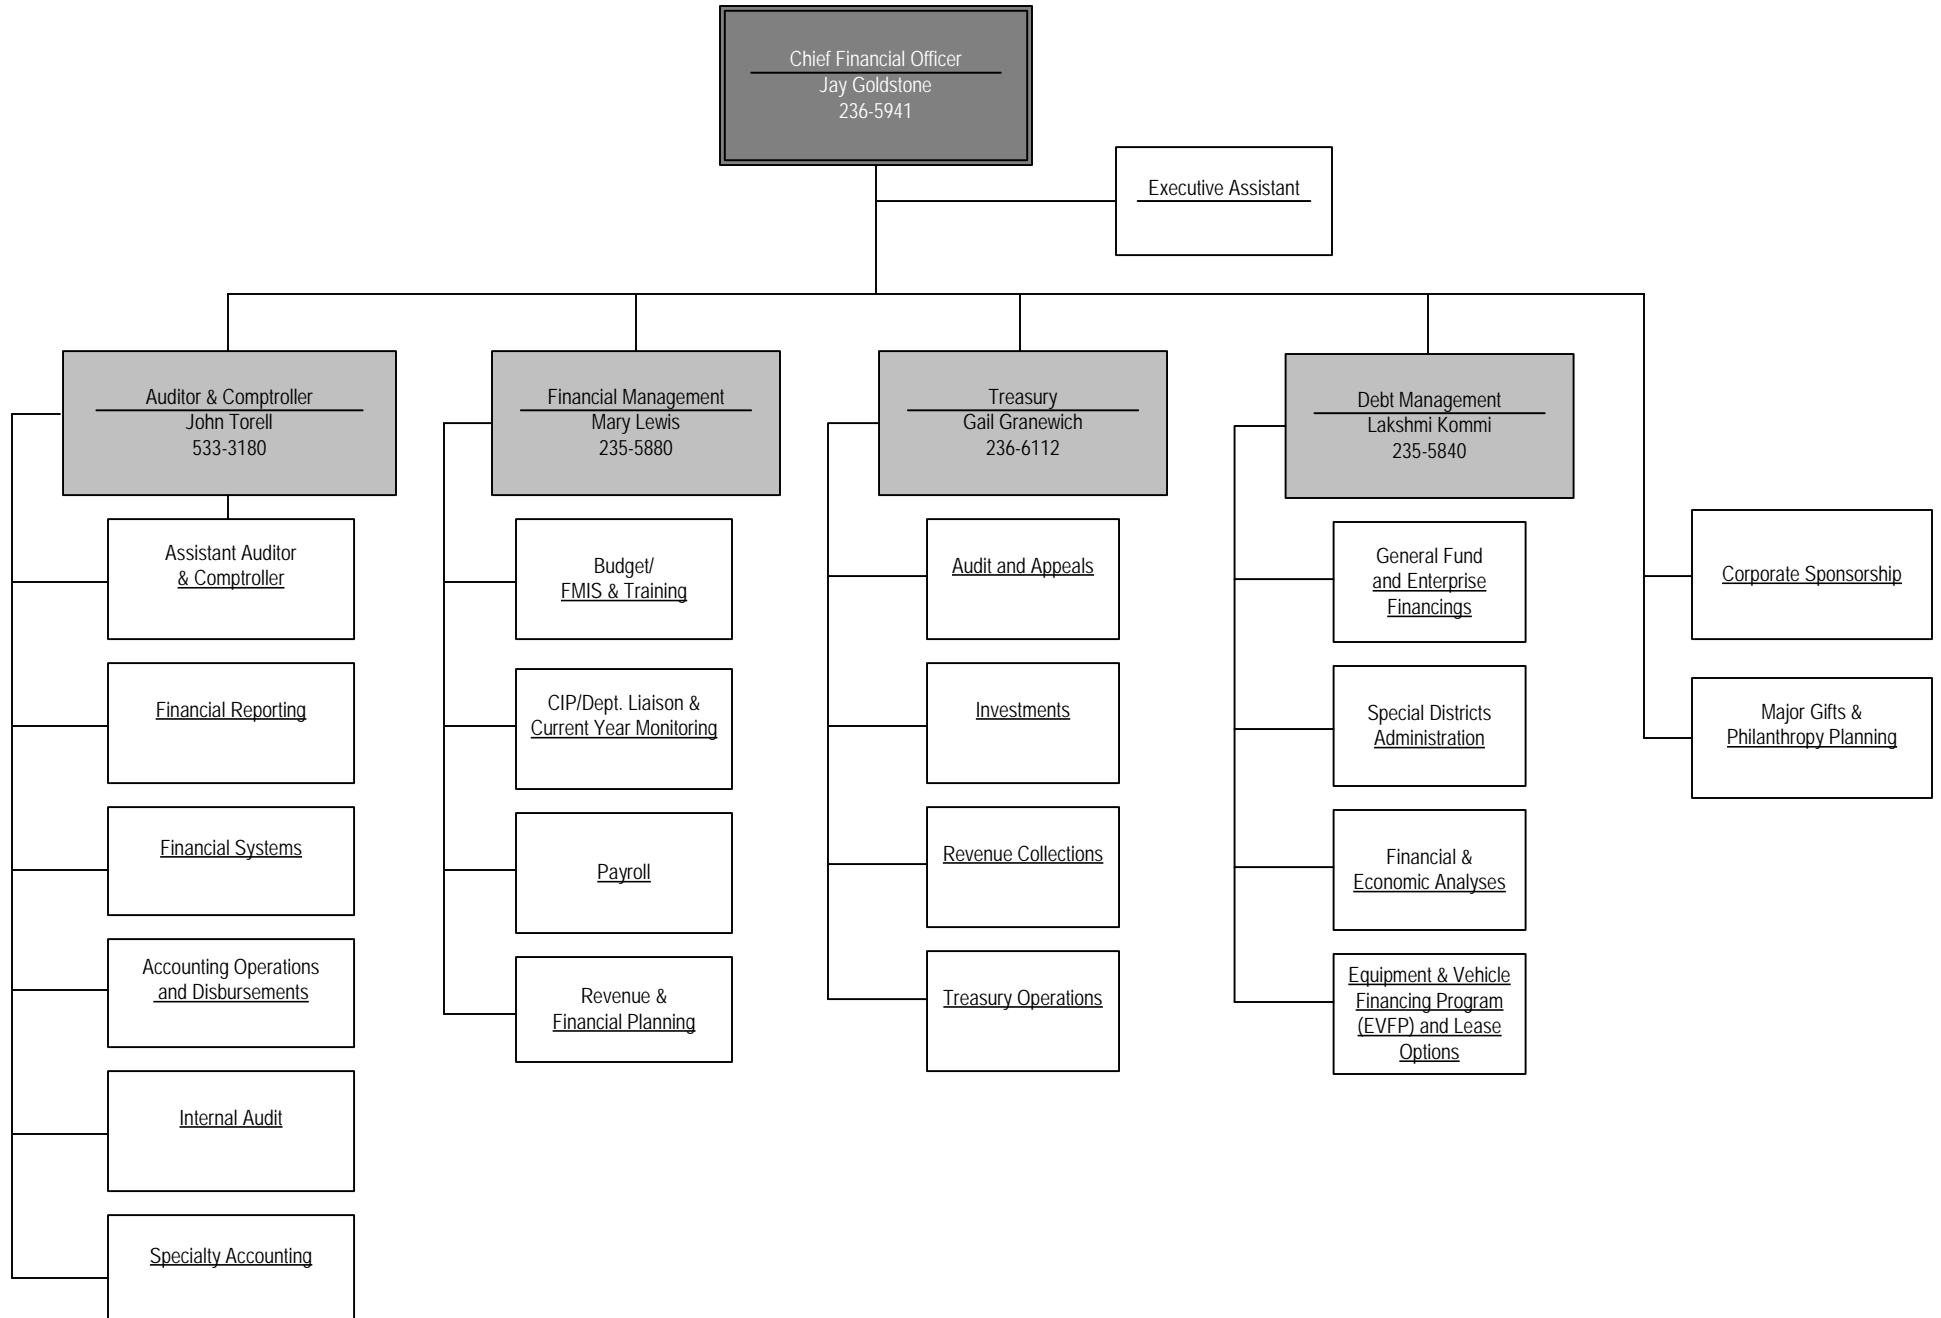 Chief Financial Officer
Jay Goldstone
236-5941
Executive Assistant
Auditor & Comptroller
John Torell
533-3180
Financial Management
Mary Lewis
235-5880
Treasury
Gail Granewich
236-6112
Debt Management
Lakshmi Kommi
235-5840
Assistant Auditor
& Comptroller
Financial Reporting
Financial Systems
Accounting Operations
and Disbursements
Internal Audit
Specialty Accounting
Budget/
FMIS & Training
CIP/Dept. Liaison &
Current Year Monitoring
Payroll
Revenue &
Financial Planning
Audit and Appeals
Investments
Revenue Collections
Treasury Operations
General Fund
and Enterprise
Financings
Special Districts
Administration
Financial &
Economic Analyses
Equipment & Vehicle
Financing Program
(EVFP) and Lease
Options
Corporate Sponsorship
Major Gifts &
Philanthropy Planning